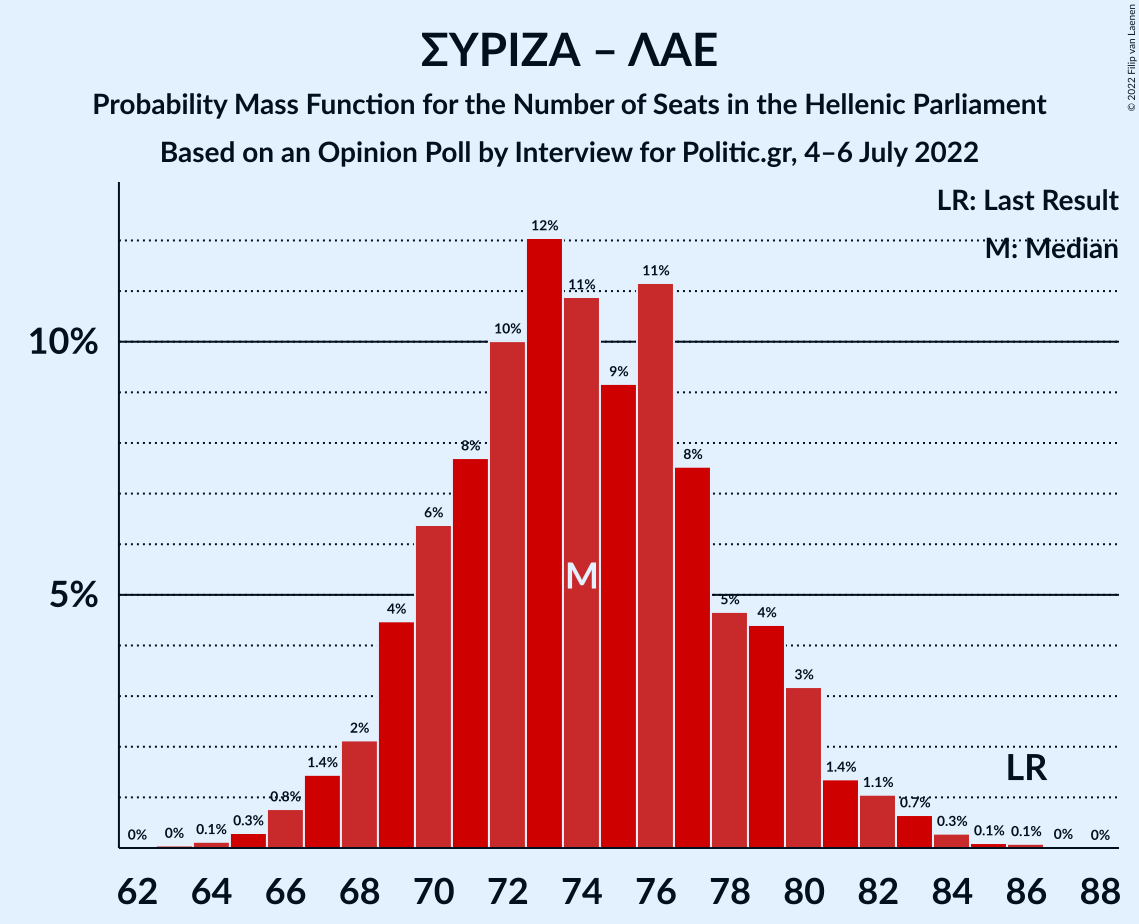 ΣΥΡΙΖΑ – ΛΑΕ
Probability Mass Function for the Number of Seats in the Hellenic Parliament
Based on an Opinion Poll by Interview for Politic.gr, 4–6 July 2022
© 2022 Filip van Laenen
LR: Last Result
M: Median
10%
5%
0% 0% 0.1% 0.3% 0.8% 1.4% 2% 4% 6% 8% 10% 12% 11% 9% 11% 8% 5% 4% 3% 1.4% 1.1% 0.7% 0.3% 0.1% 0.1% 0% 0%
M
LR
62 64 66 68 70 72 74 76 78 80 82 84 86 88